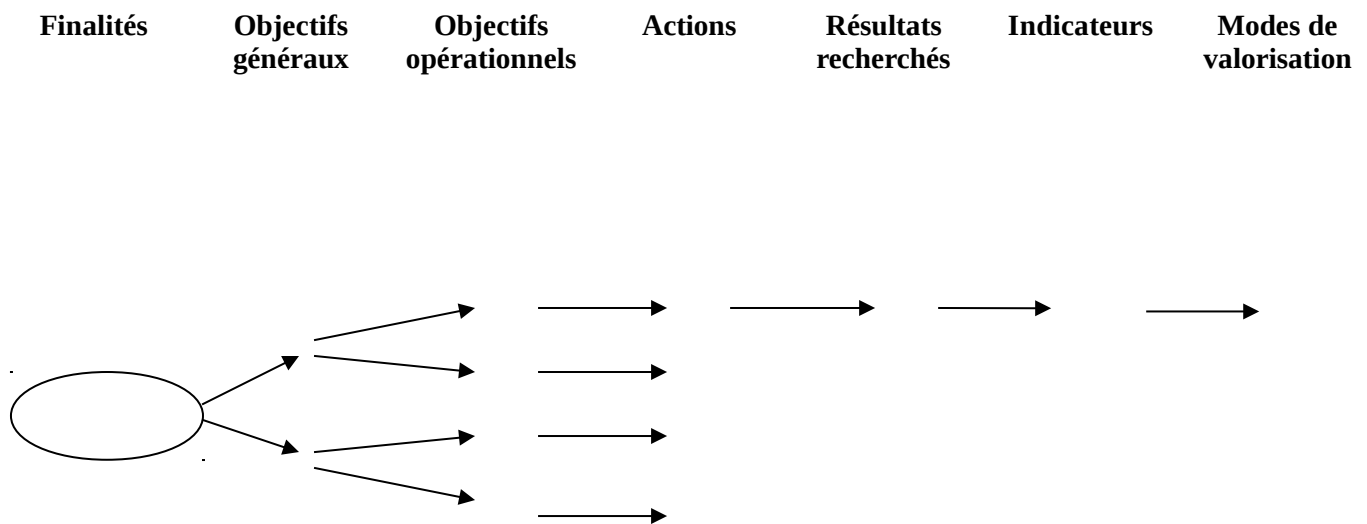 Finalités
Objectifs
généraux
Objectifs
opérationnels
Actions
Résultats
recherchés
Indicateurs
Modes de
valorisation